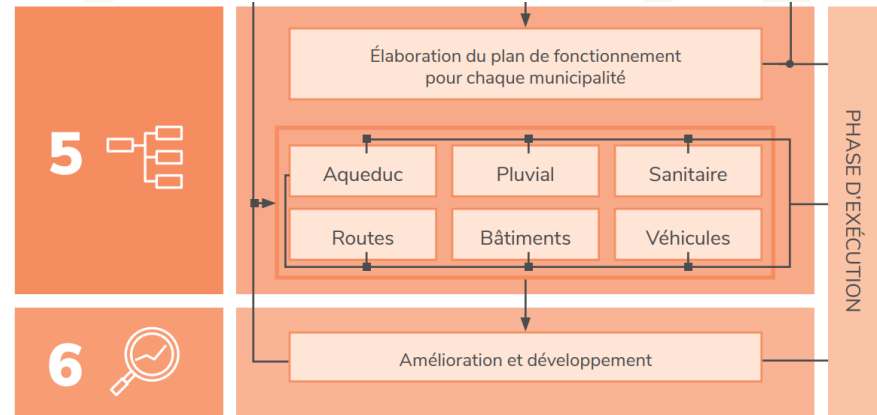 5
Élaboration du plan de fonctionnement
pour chaque municipalité
Aqueduc
Pluvial
Sanitaire
Routes
Bâtiments
Véhicules
6
Amélioration et développement
PHASE D'EXÉCUTION